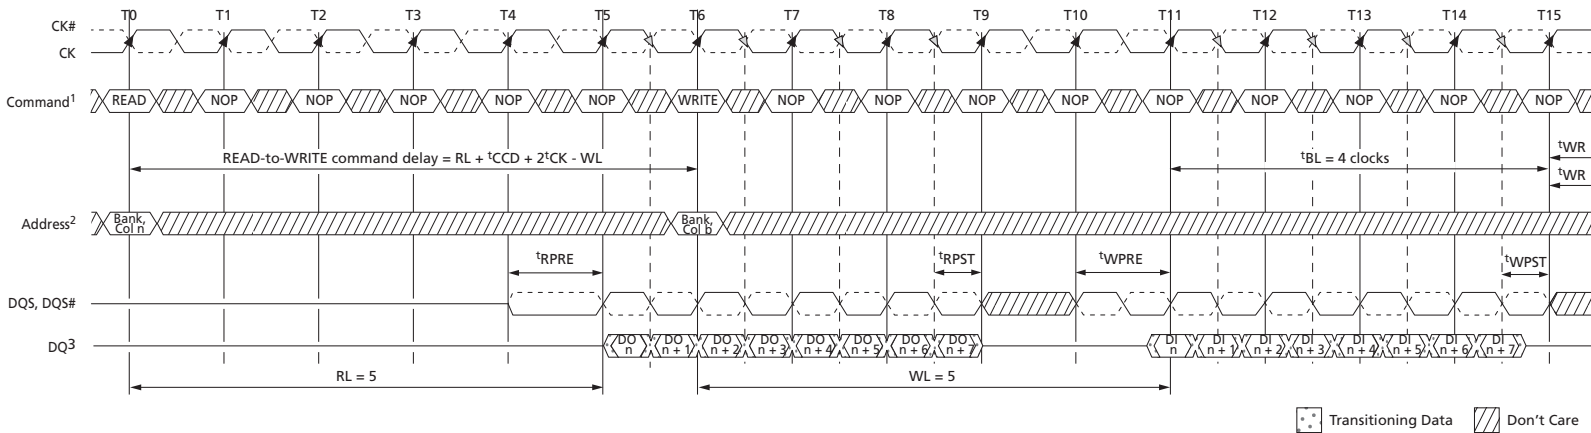 T0 T1 T2 T3 T4 T5 T6 T7 T8 T9 T10 T11 T12 T13 T14 T15
CK#
CK
Command1 READ NOP NOP NOP NOP NOP WRITE NOP NOP NOP NOP NOP NOP NOP NOP NOP
READ-to-WRITE command delay = RL + tCCD + 2tCK - WL
tBL = 4 clocks
tWR
tWR
Address2
Bank, Col n
Bank, Col b
tRPRE tRPST tWPRE tWPST
DQS, DQS#
DQ3
DO n
DO n + 1
DO n + 2
DO n + 3
DO n + 4
DO n + 5
DO n + 6
DO n + 7
DI n
DI n + 1
DI n + 2
DI n + 3
DI n + 4
DI n + 5
DI n + 6
DI n + 7
RL = 5 WL = 5
Transitioning Data Don't Care